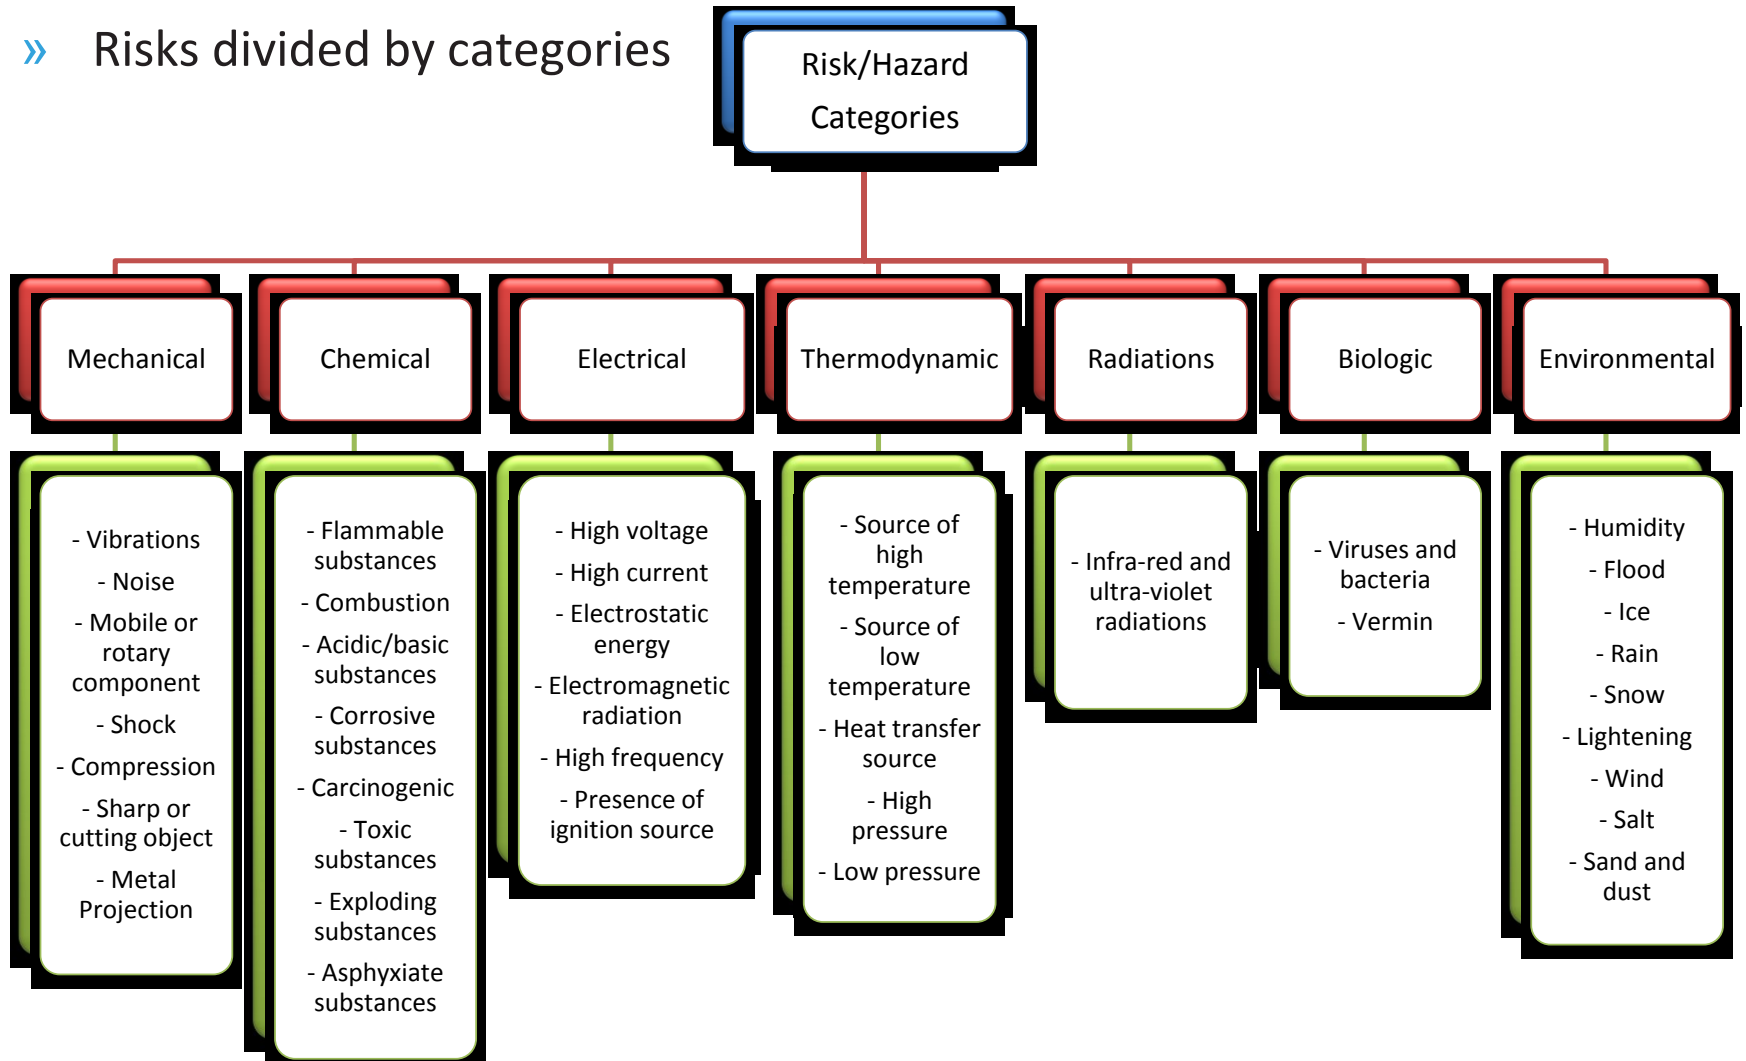 » Risks divided by categories
Risk/Hazard
Categories
Mechanical
Chemical
Electrical
Thermodynamic
Radiations
Biologic
Environmental
- Vibrations
- Noise
- Mobile or
rotary
component
- Shock
- Compression
- Sharp or
cutting object
- Metal
Projection
- Flammable
substances
- Combustion
- Acidic/basic
substances
- Corrosive
substances
- Carcinogenic
- Toxic
substances
- Exploding
substances
- Asphyxiate
substances
- High voltage
- High current
- Electrostatic
energy
- Electromagnetic
radiation
- High frequency
- Presence of
ignition source
- Source of
high
temperature
- Source of
low
temperature
- Heat transfer
source
- High
pressure
- Low pressure
- Infra-red and
ultra-violet
radiations
- Viruses and
bacteria
- Vermin
- Humidity
- Flood
- Ice
- Rain
- Snow
- Lightening
- Wind
- Salt
- Sand and
dust